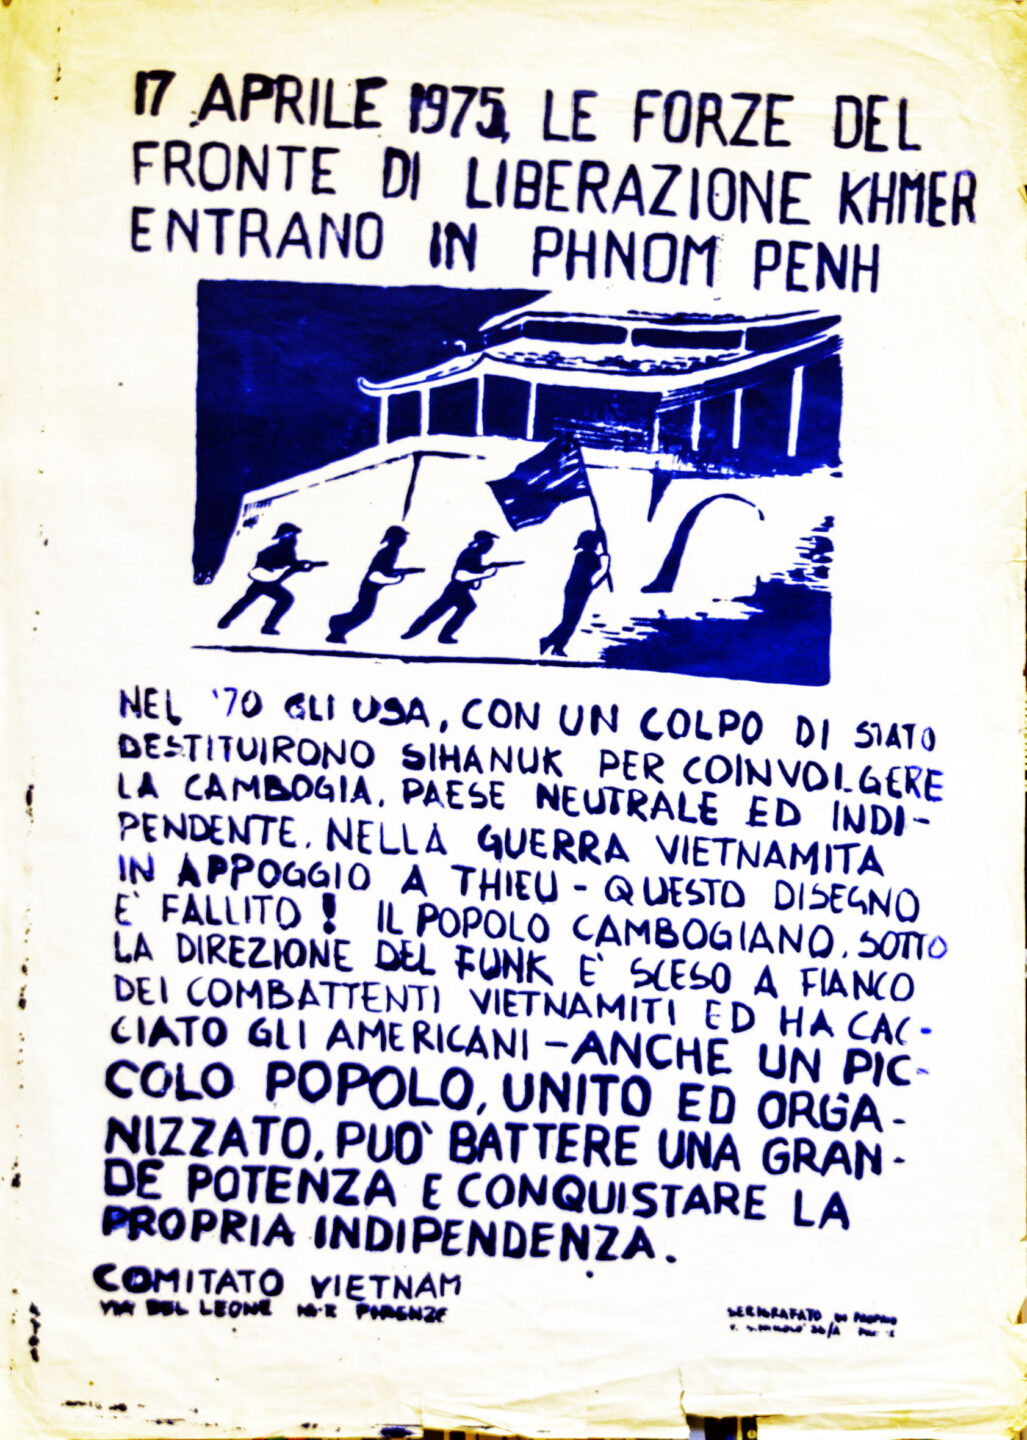 17 APRILE 1975, LE FORZE DEL
FRONTE DI LIBERAZIONE KHMER
ENTRANO IN PHNOM PENH
NEL '70 GLI USA, CON UN COLPO DI STATO
DESTITUIRONO SIHANUK PER COINVOLGERE
LA CAMBOGIA, PAESE NEUTRALE ED INDI-
PENDENTE, NELLA GUERRA VIETNAMITA
IN APPOGGIO A THIEU - QUESTO DISEGNO
E' FALLITO! IL POPOLO CAMBOGIANO, SOTTO
LA DIREZIONE DEL FUNK E' SCESO A FIANCO
DEI COMBATTENTI VIETNAMITI ED HA CAC-
CIATO GLI AMERICANI - ANCHE UN PIC-
COLO POPOLO, UNITO ED ORGA-
NIZZATO, PUO' BATTERE UNA GRAN-
DE POTENZA E CONQUISTARE LA
PROPRIA INDIPENDENZA.
COMITATO VIETNAM
VIA DEL LEONE FIRENZE
SERIGRAFATO IN PROPRIO